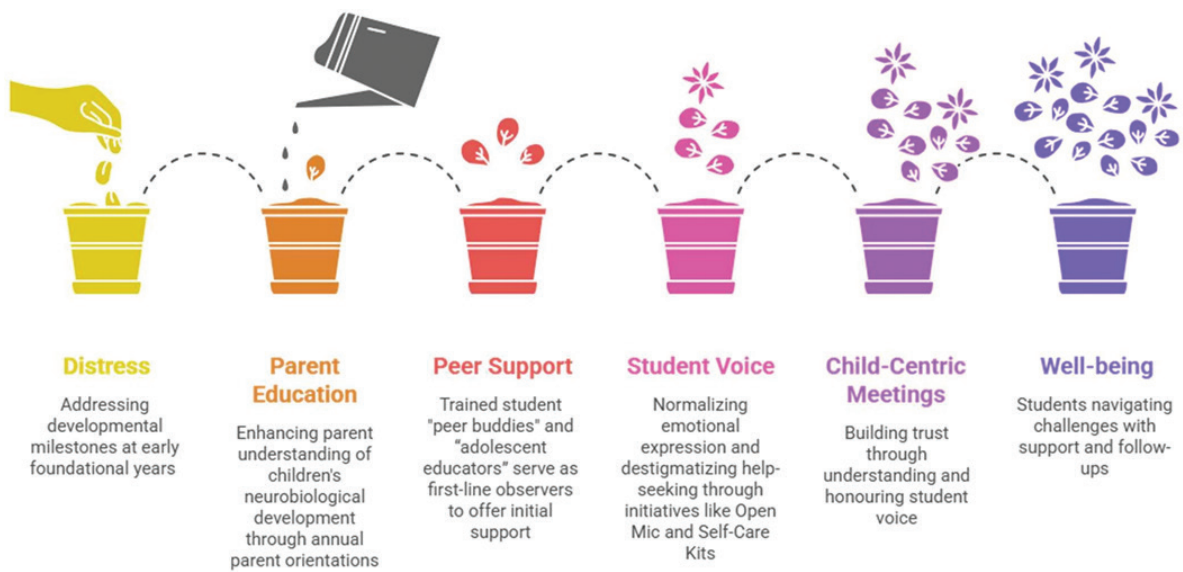 Distress
Addressing
developmental
milestones at early
foundational years
Parent
Education
Enhancing parent
understanding of
children's
neurobiological
development
through annual
parent orientations
Peer Support
Trained student
"peer buddies" and
“adolescent
educators” serve as
first-line observers
to offer initial
support
Student Voice
Normalizing
emotional
expression and
destigmatizing help-
seeking through
initiatives like Open
Mic and Self-Care
Kits
Child-Centric
Meetings
Building trust
through
understanding and
honouring student
voice
Well-being
Students navigating
challenges with
support and follow-
ups